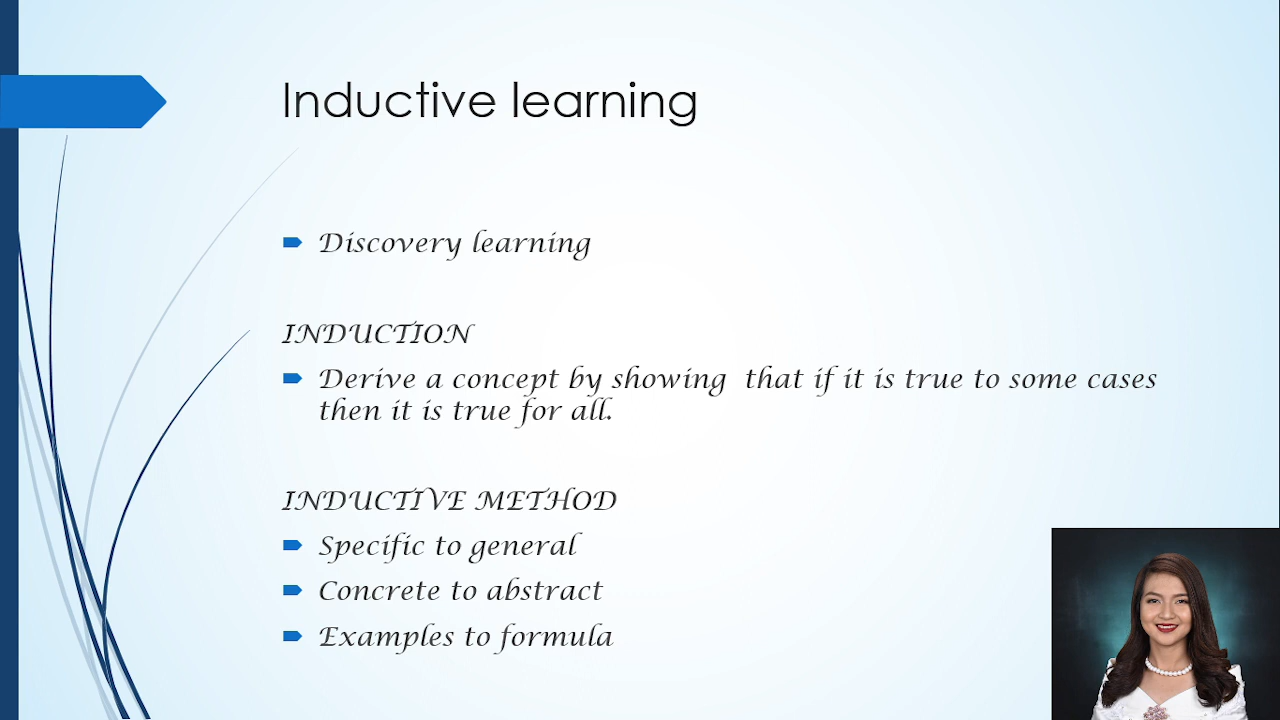 Inductive learning
Discovery learning
INDUCTION
Derive a concept by showing that if it is true to some cases
then it is true for all.
INDUCTIVE METHOD
Specific to general
Concrete to abstract
Examples to formula